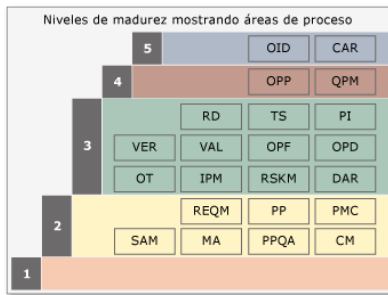 Niveles de madurez mostrando áreas de proceso
5 OID CAR
4 OPP QPM
RD TS PI
3 VER VAL OPF OPD
OT IPM RSKM DAR
REQM PP PMC
2
SAM MA PPQA CM
1